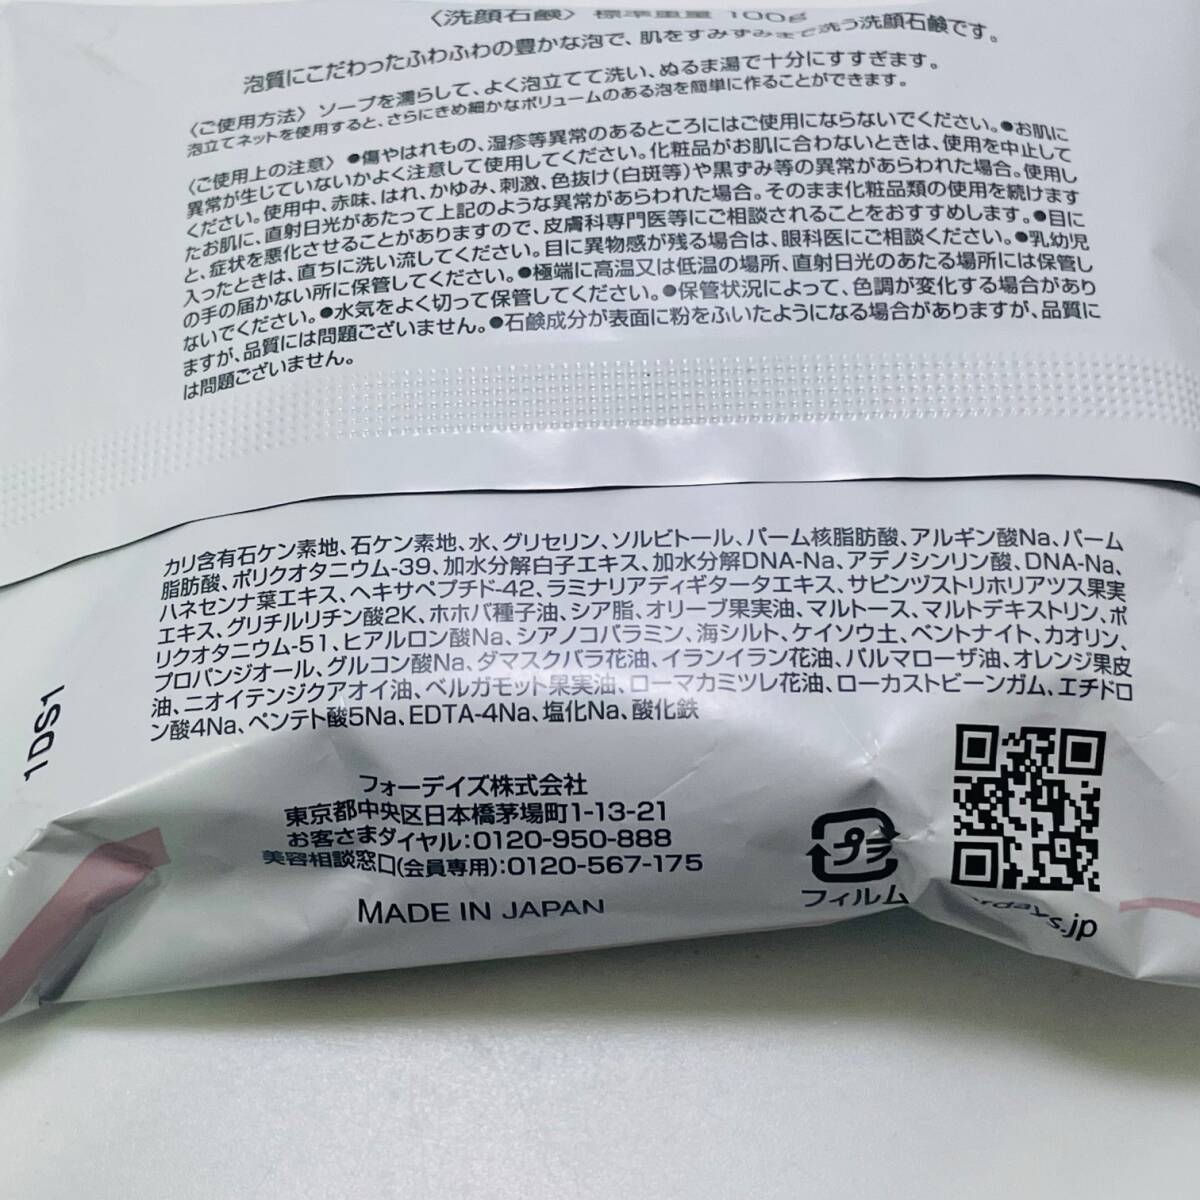 〈洗顔石鹸〉 標準重量 100g
泡質にこだわったふわふわの豊かな泡で、肌をすみずみまで洗う洗顔石鹸です。
〈ご使用方法〉 ソープを濡らして、よく泡立てて洗い、ぬるま湯で十分にすすぎます。
泡立てネットを使用すると、さらにきめ細かなボリュームのある泡を簡単に作ることができます。
〈ご使用上の注意〉 ●傷やはれもの、湿疹等異常のあるところにはご使用にならないでください。●お肌に
異常が生じていないかよく注意して使用してください。化粧品がお肌に合わないときは、使用を中止して
ください。使用中、赤味、はれ、かゆみ、刺激、色抜け(白斑等)や黒ずみ等の異常があらわれた場合。使用し
たお肌に、直射日光があたって上記のような異常があらわれた場合。そのまま化粧品類の使用を続けます
と、症状を悪化させることがありますので、皮膚科専門医等にご相談されることをおすすめします。●目に
入ったときは、直ちに洗い流してください。目に異物感が残る場合は、眼科医にご相談ください。●乳幼児
の手の届かない所に保管してください。●極端に高温又は低温の場所、直射日光のあたる場所には保管し
ないでください。●水気をよく切って保管してください。●保管状況によって、色調が変化する場合があり
ますが、品質には問題ございません。●石鹸成分が表面に粉をふいたようになる場合がありますが、品質に
は問題ございません。
カリ含有石ケン素地、石ケン素地、水、グリセリン、ソルビトール、パーム核脂肪酸、アルギン酸Na、パーム
脂肪酸、ポリクオタニウム-39、加水分解白子エキス、加水分解DNA-Na、アデノシンリン酸、DNA-Na、
ハネセンナ葉エキス、ヘキサペプチド-42、ラミナリアディギタータエキス、サピンヅストリホリアツス果実
エキス、グリチルリチン酸2K、ホホバ種子油、シア脂、オリーブ果実油、マルトース、マルトデキストリン、ポ
リクオタニウム-51、ヒアルロン酸Na、シアノコバラミン、海シルト、ケイソウ土、ベントナイト、カオリン、
プロパンジオール、グルコン酸Na、ダマスクバラ花油、イランイラン花油、パルマローザ油、オレンジ果皮
油、ニオイテンジクアオイ油、ベルガモット果実油、ローマカミツレ花油、ローカストビーンガム、エチドロ
ン酸4Na、ペンテト酸5Na、EDTA-4Na、塩化Na、酸化鉄
1DS1
フォーデイズ株式会社
東京都中央区日本橋茅場町1-13-21
お客さまダイヤル:0120-950-888
美容相談窓口(会員専用):0120-567-175
MADE IN JAPAN
プラ
フィルム
rdays.jp